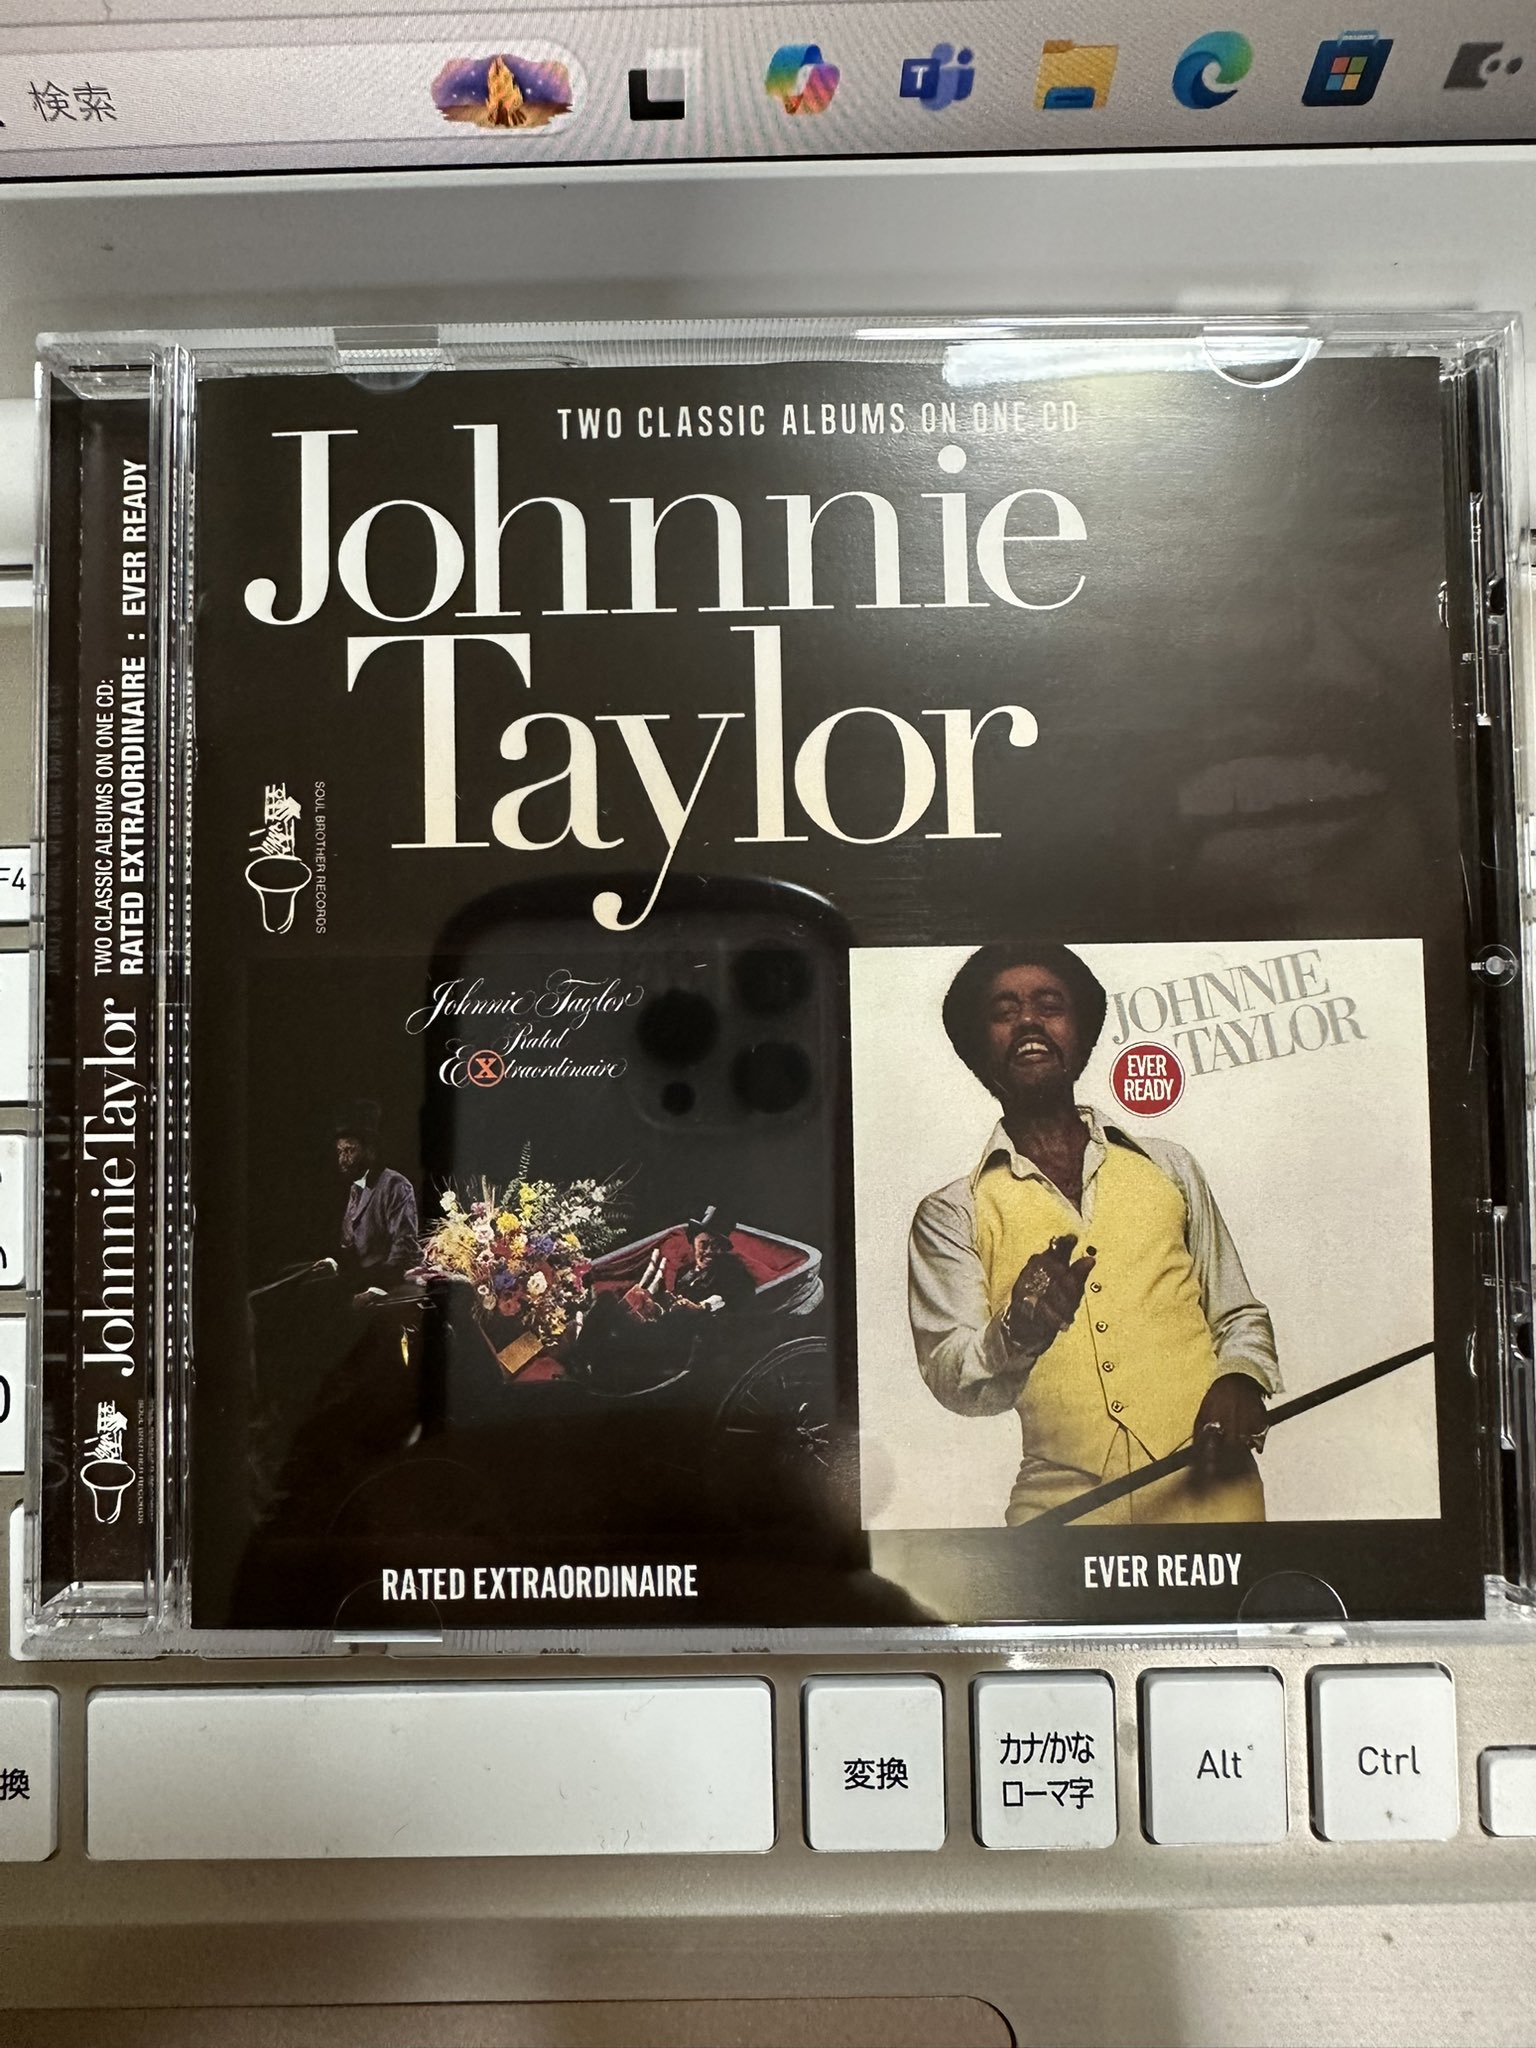 検索
TWO CLASSIC ALBUMS ON ONE CD
Johnnie
Taylor
SOUL BROTHER RECORDS
Johnnie Taylor
Rated
Extraordinaire
JOHNNIE
TAYLOR
EVER
READY
RATED EXTRAORDINAIRE
EVER READY
Johnnie Taylor
TWO CLASSIC ALBUMS ON ONE CD:
RATED EXTRAORDINAIRE : EVER READY
F4
換
変換
カナ/かな
ローマ字
Alt
Ctrl